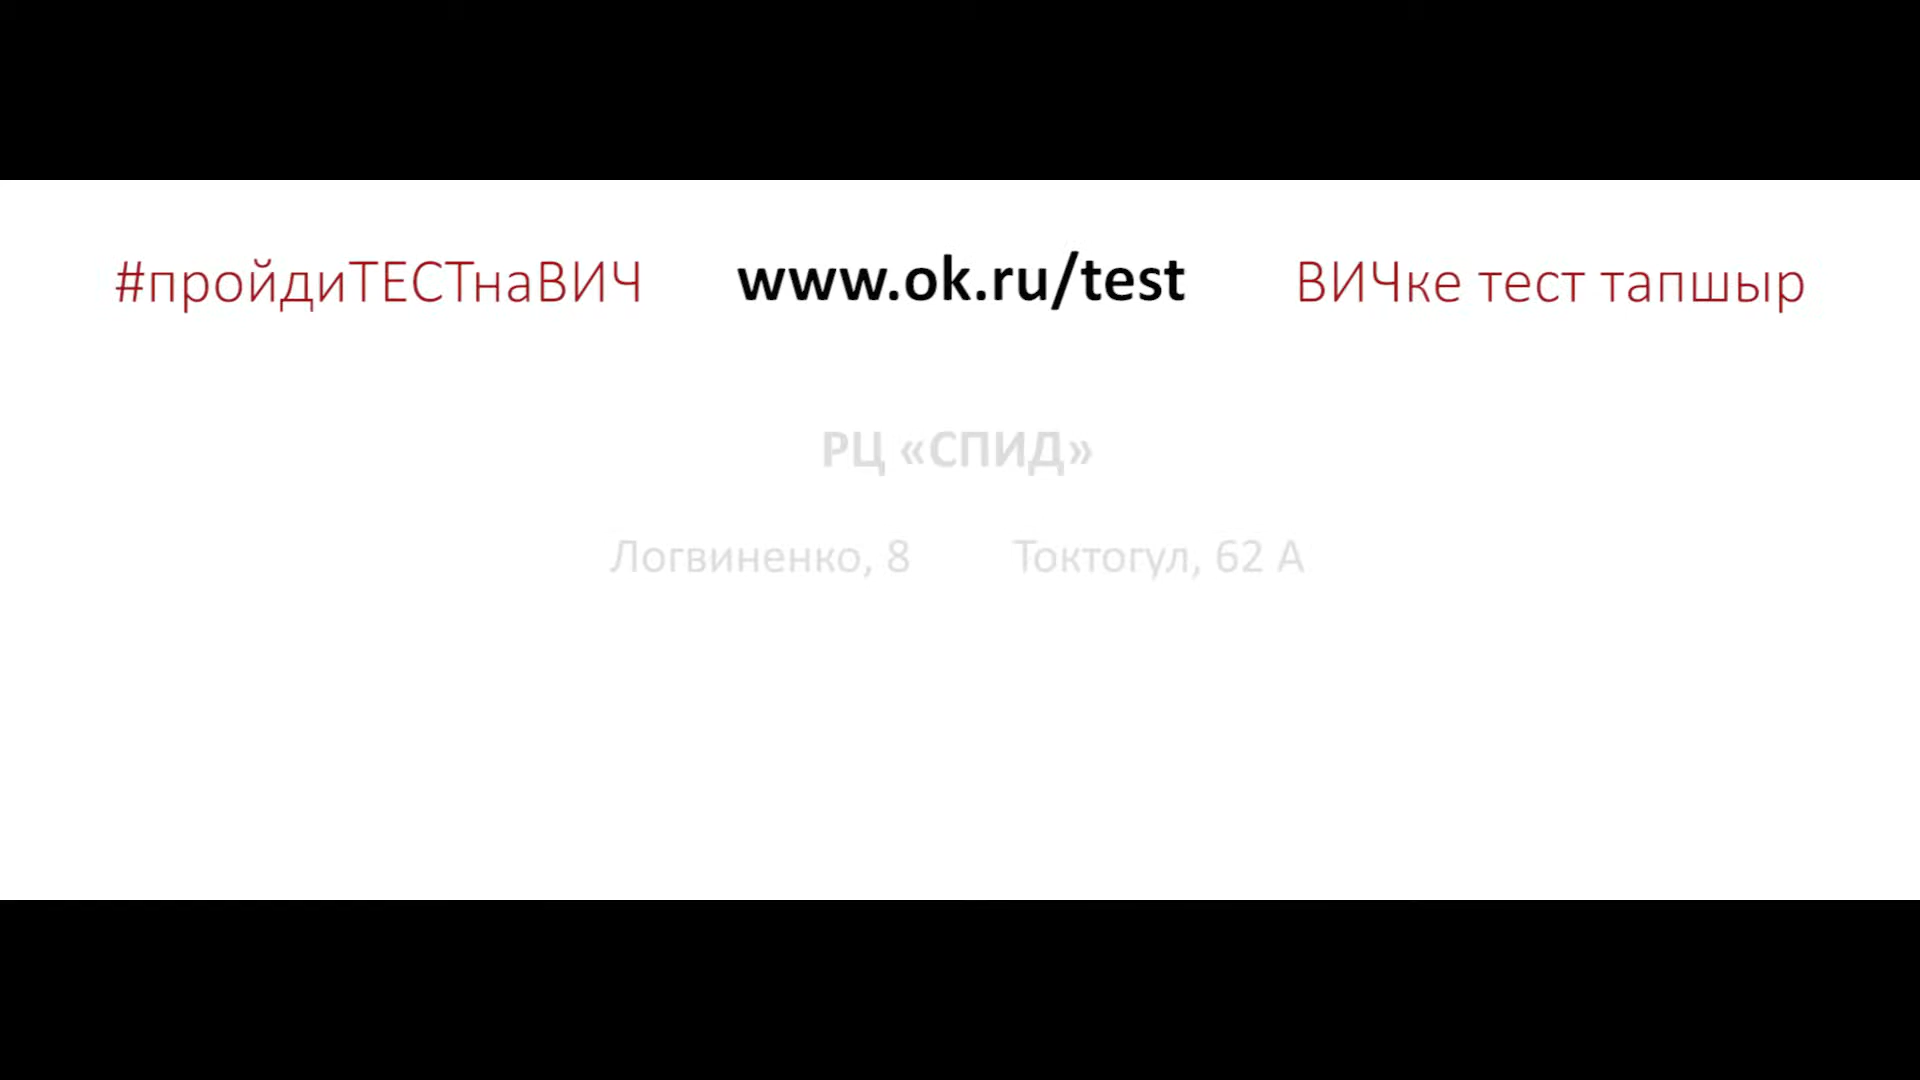 #пройдиТЕСТнаВИЧ www.ok.ru/test ВИЧке тест тапшыр
РЦ «СПИД»
Логвиненко, 8 Токтогул, 62 А